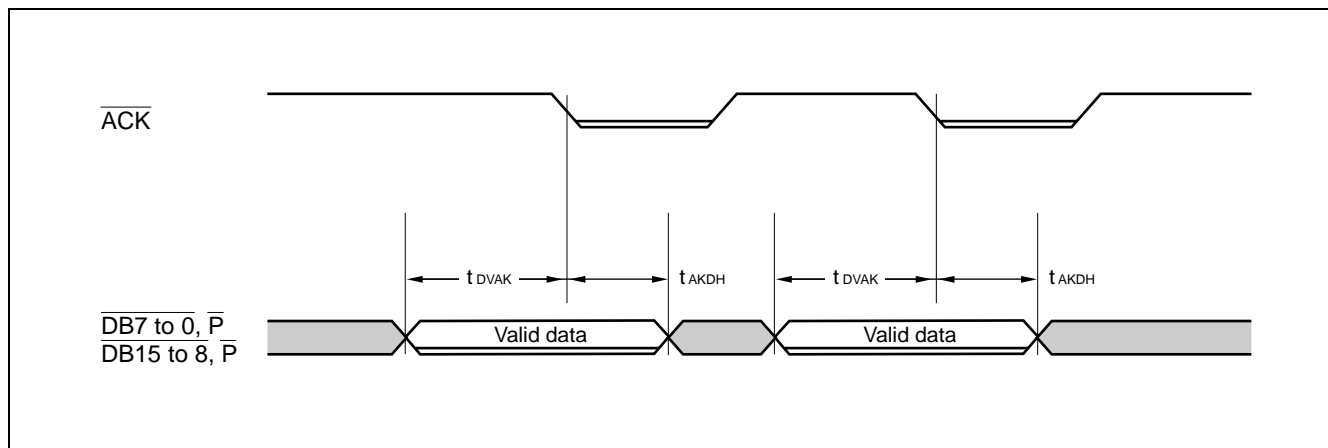 ACK
t DVAK
t AKDH
t DVAK
t AKDH
DB7 to 0, P
Valid data
Valid data
DB15 to 8, P